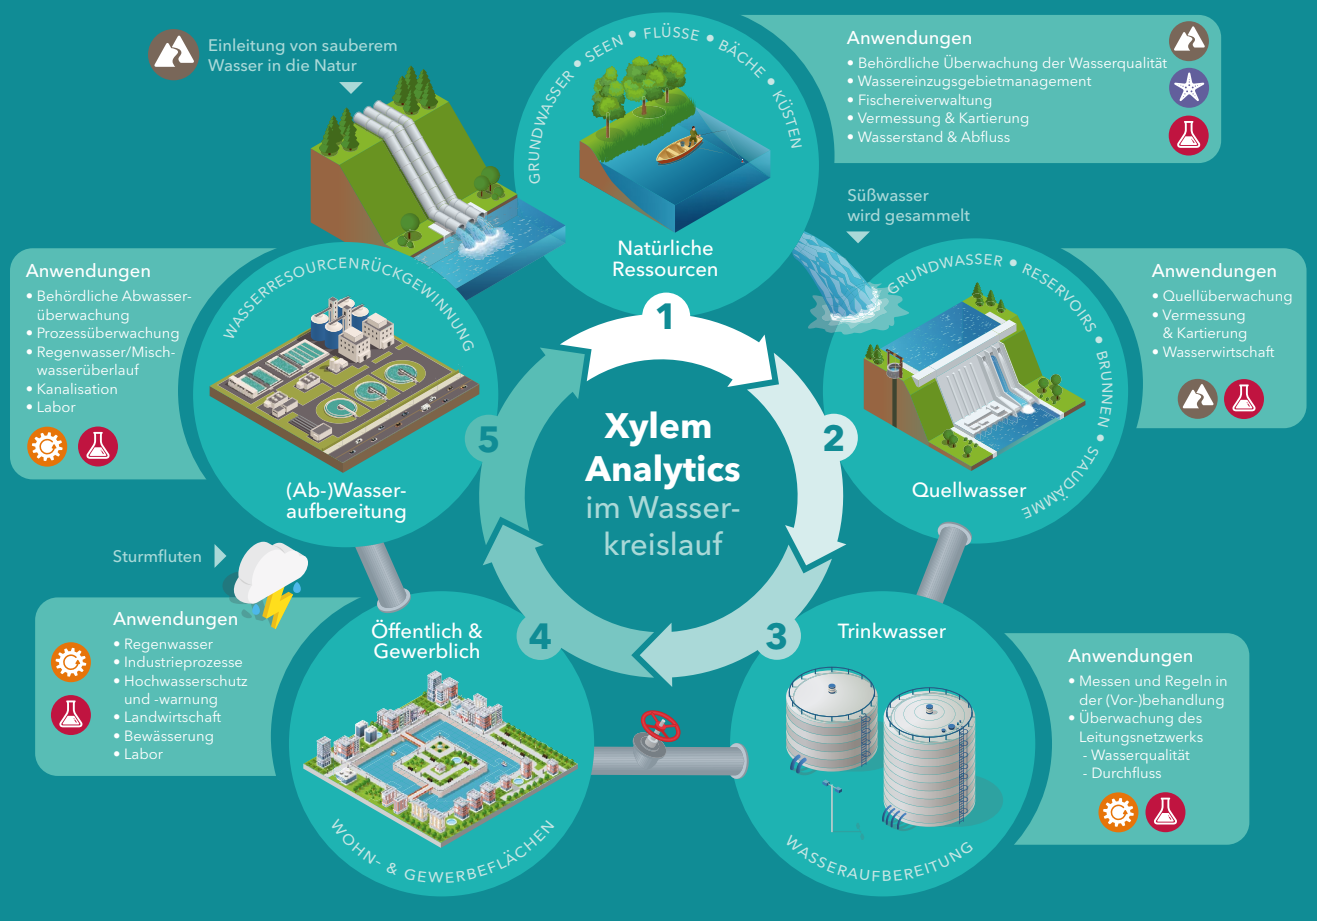 Einleitung von sauberem
Wasser in die Natur
GRUNDWASSER • SEEN • FLÜSSE • BÄCHE • KÜSTEN
Natürliche
Ressourcen
Anwendungen
• Behördliche Überwachung der Wasserqualität
• Wassereinzugsgebietmanagement
• Fischereiverwaltung
• Vermessung & Kartierung
• Wasserstand & Abfluss
Süßwasser
wird gesammelt
GRUNDWASSER • RESERVOIRS • BRUNNEN • STAUDÄMME
Quellwasser
Anwendungen
• Quellüberwachung
• Vermessung
& Kartierung
• Wasserwirtschaft
Anwendungen
• Behördliche Abwasser-
überwachung
• Prozessüberwachung
• Regenwasser/Misch-
wasserüberlauf
• Kanalisation
• Labor
WASSERRESOURCENRÜCKGEWINNUNG
(Ab-)Wasser-
aufbereitung
1
2
3
4
5
Xylem
Analytics
im Wasser-
kreislauf
Sturmfluten
Anwendungen
• Regenwasser
• Industrieprozesse
• Hochwasserschutz
und -warnung
• Landwirtschaft
• Bewässerung
• Labor
Öffentlich &
Gewerblich
WOHN- & GEWERBEFLÄCHEN
Trinkwasser
WASSERAUFBEREITUNG
Anwendungen
• Messen und Regeln in
der (Vor-)behandlung
• Überwachung des
Leitungsnetzwerks
- Wasserqualität
- Durchfluss